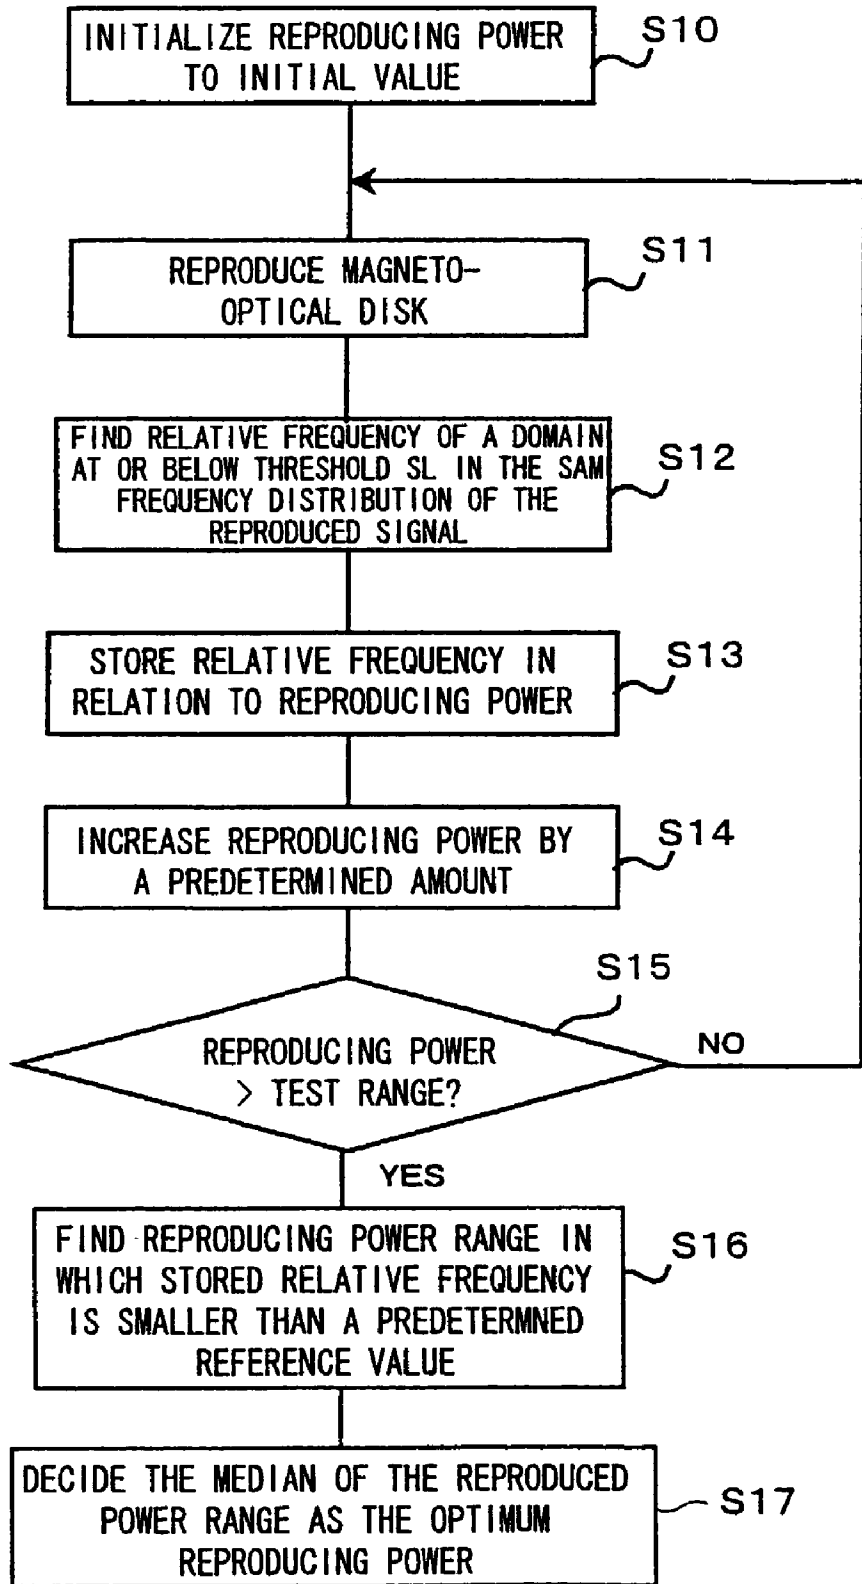 INITIALIZE REPRODUCING POWER
TO INITIAL VALUE
S10
REPRODUCE MAGNETO-
OPTICAL DISK
S11
FIND RELATIVE FREQUENCY OF A DOMAIN
AT OR BELOW THRESHOLD SL IN THE SAM
FREQUENCY DISTRIBUTION OF THE
REPRODUCED SIGNAL
S12
STORE RELATIVE FREQUENCY IN
RELATION TO REPRODUCING POWER
S13
INCREASE REPRODUCING POWER BY
A PREDETERMINED AMOUNT
S14
S15
REPRODUCING POWER
> TEST RANGE?
NO
YES
FIND REPRODUCING POWER RANGE IN
WHICH STORED RELATIVE FREQUENCY
IS SMALLER THAN A PREDETERMNED
REFERENCE VALUE
S16
DECIDE THE MEDIAN OF THE REPRODUCED
POWER RANGE AS THE OPTIMUM
REPRODUCING POWER
S17